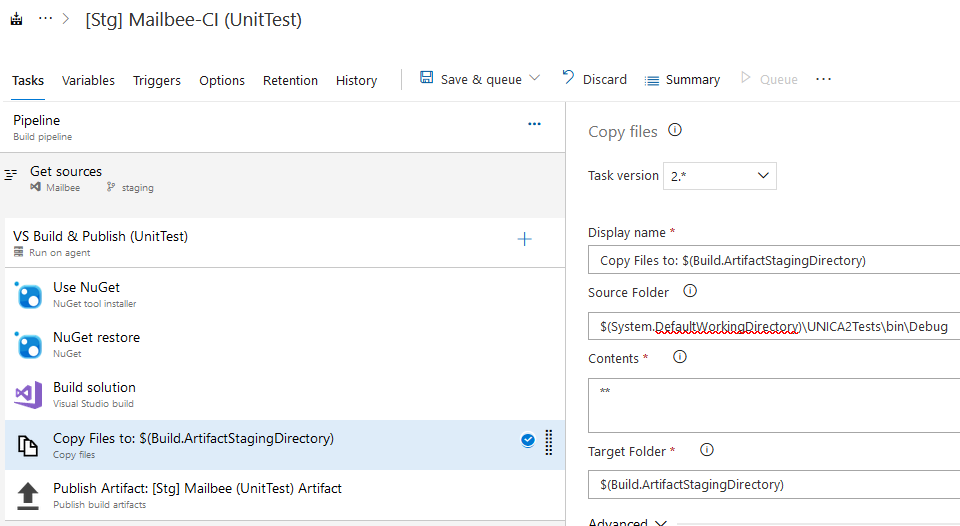 [Stg] Mailbee-CI (UnitTest)
Tasks Variables Triggers Options Retention History Save & queue Discard Summary Queue
Pipeline
Build pipeline
Get sources
Mailbee staging
VS Build & Publish (UnitTest)
Run on agent
Use NuGet
NuGet tool installer
NuGet restore
NuGet
Build solution
Visual Studio build
Copy Files to: $(Build.ArtifactStagingDirectory)
Copy files
Publish Artifact: [Stg] Mailbee (UnitTest) Artifact
Publish build artifacts
Copy files
Task version 2.*
Display name *
Copy Files to: $(Build.ArtifactStagingDirectory)
Source Folder
$(System.DefaultWorkingDirectory)\UNICA2Tests\bin\Debug
Contents *
**
Target Folder *
$(Build.ArtifactStagingDirectory)
Advanced